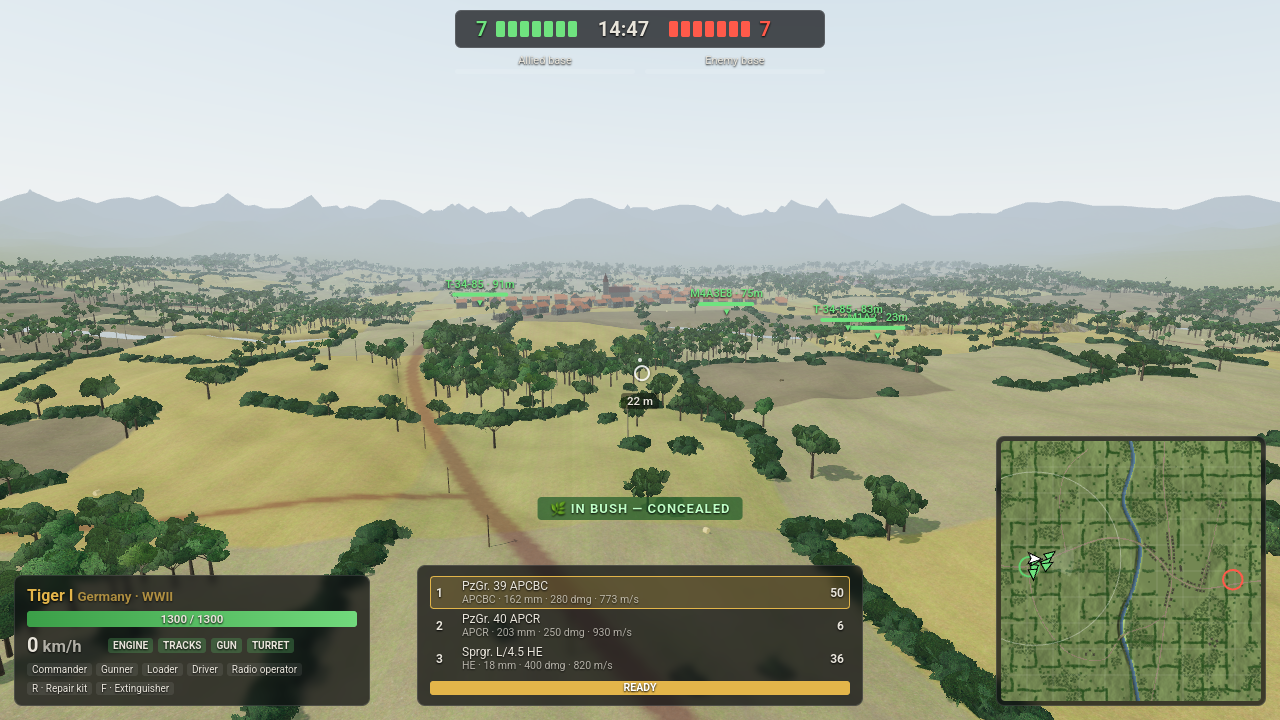 7 14:47 7
Allied base Enemy base
T-34-85 · 91m
M4A3E8 · 75m
T-34-85 · 83m
23m
22 m
IN BUSH — CONCEALED
Tiger I Germany · WWII
1300 / 1300
0 km/h ENGINE TRACKS GUN TURRET
Commander Gunner Loader Driver Radio operator
R · Repair kit F · Extinguisher
1 PzGr. 39 APCBC 50
APCBC · 162 mm · 280 dmg · 773 m/s
2 PzGr. 40 APCR 6
APCR · 203 mm · 250 dmg · 930 m/s
3 Sprgr. L/4.5 HE 36
HE · 18 mm · 400 dmg · 820 m/s
READY